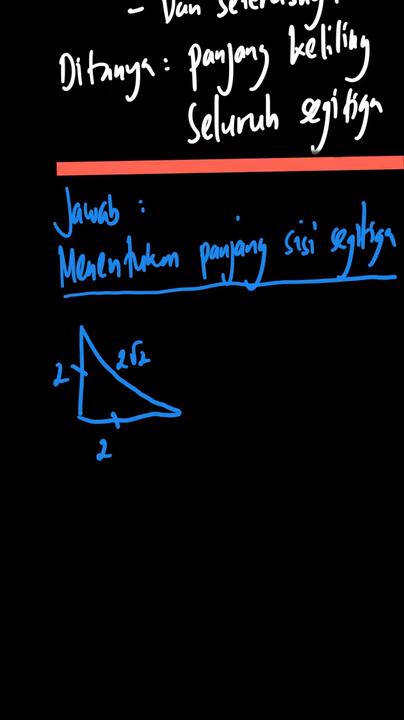 - Dan seterusnya
Ditanya : panjang keliling
seluruh segitiga
Jawab :
Menentukan panjang sisi segitiga
2
2√2
2